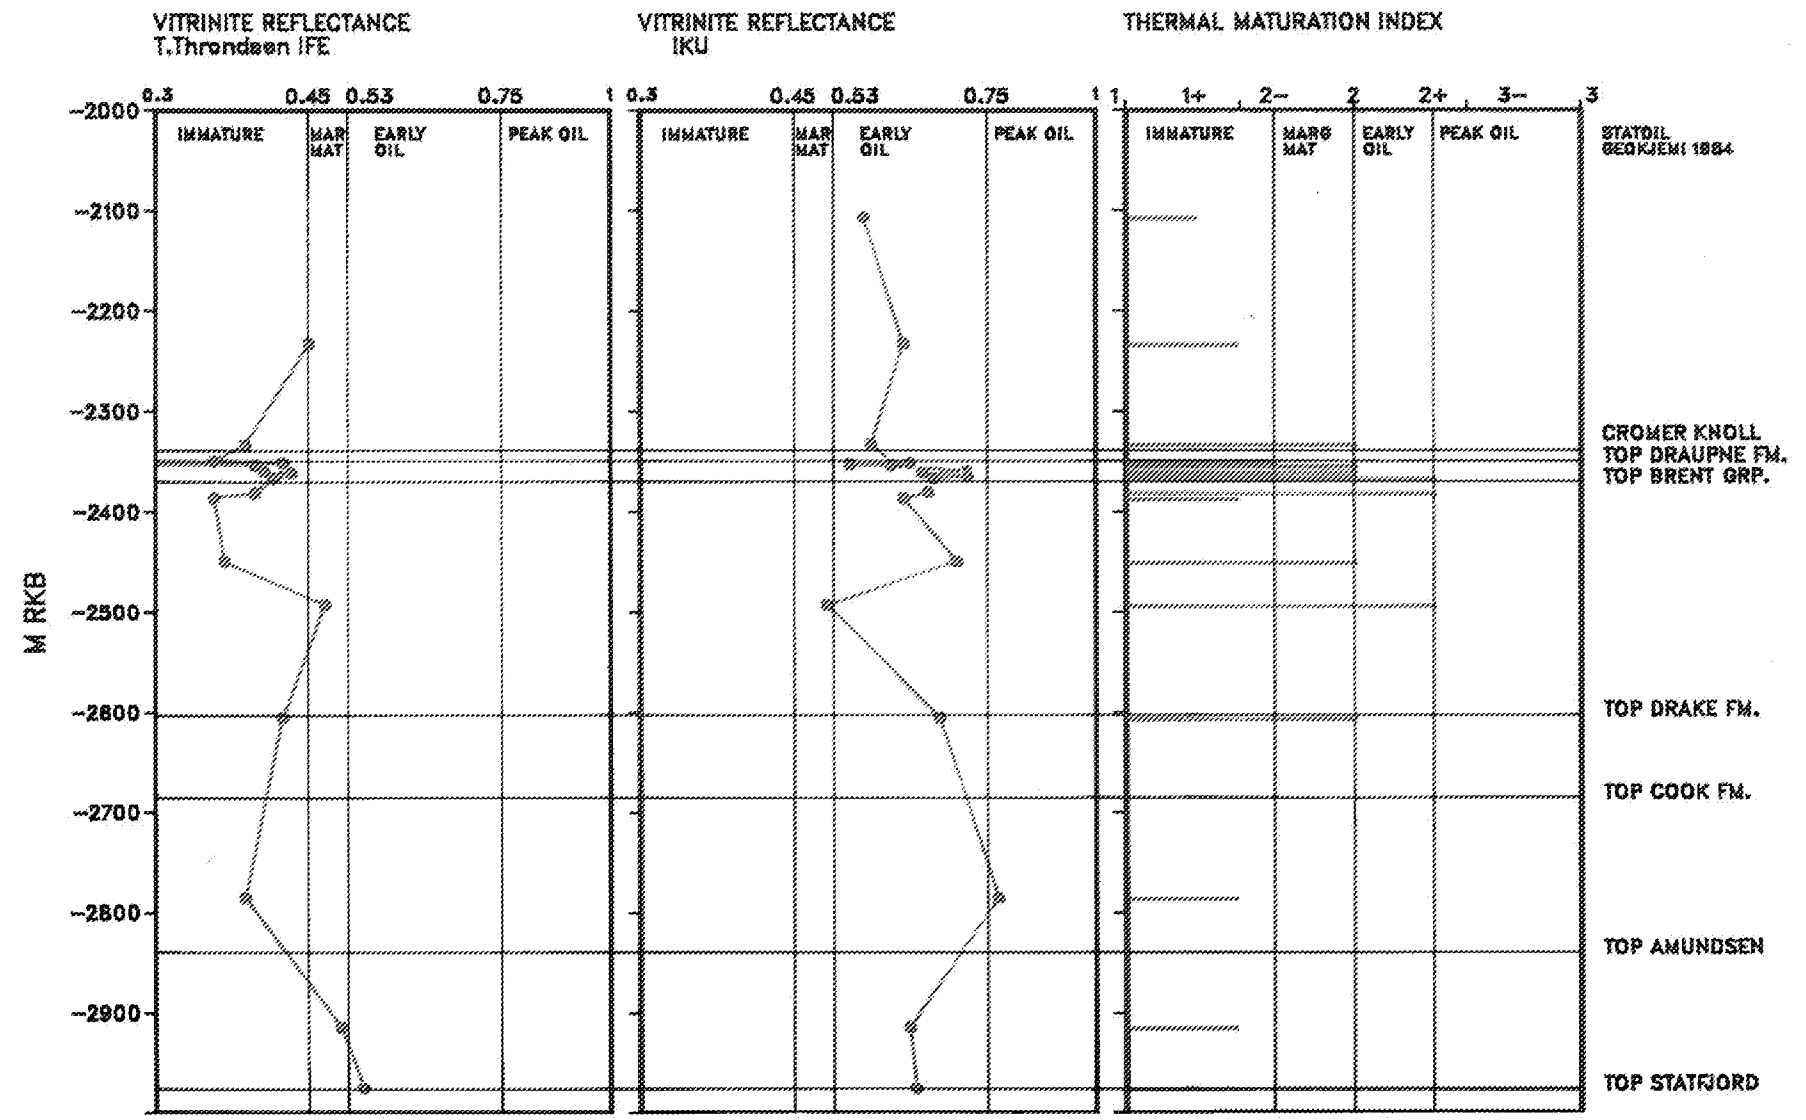 VITRINITE REFLECTANCE
T.Throndsen IFE
VITRINITE REFLECTANCE
IKU
THERMAL MATURATION INDEX
0.3 0.45 0.53 0.75 1
0.3 0.45 0.53 0.75 1
1 1+ 2- 2 2+ 3- 3
IMMATURE
MAR
MAT
EARLY
OIL
PEAK OIL
IMMATURE
MAR
MAT
EARLY
OIL
PEAK OIL
IMMATURE
MARG
MAT
EARLY
OIL
PEAK OIL
STATOIL
GEOKJEMI 1984
-2000
-2100
-2200
-2300
-2400
-2500
-2600
-2700
-2800
-2900
M RKB
CROMER KNOLL
TOP DRAUPNE FM.
TOP BRENT GRP.
TOP DRAKE FM.
TOP COOK FM.
TOP AMUNDSEN
TOP STATFJORD